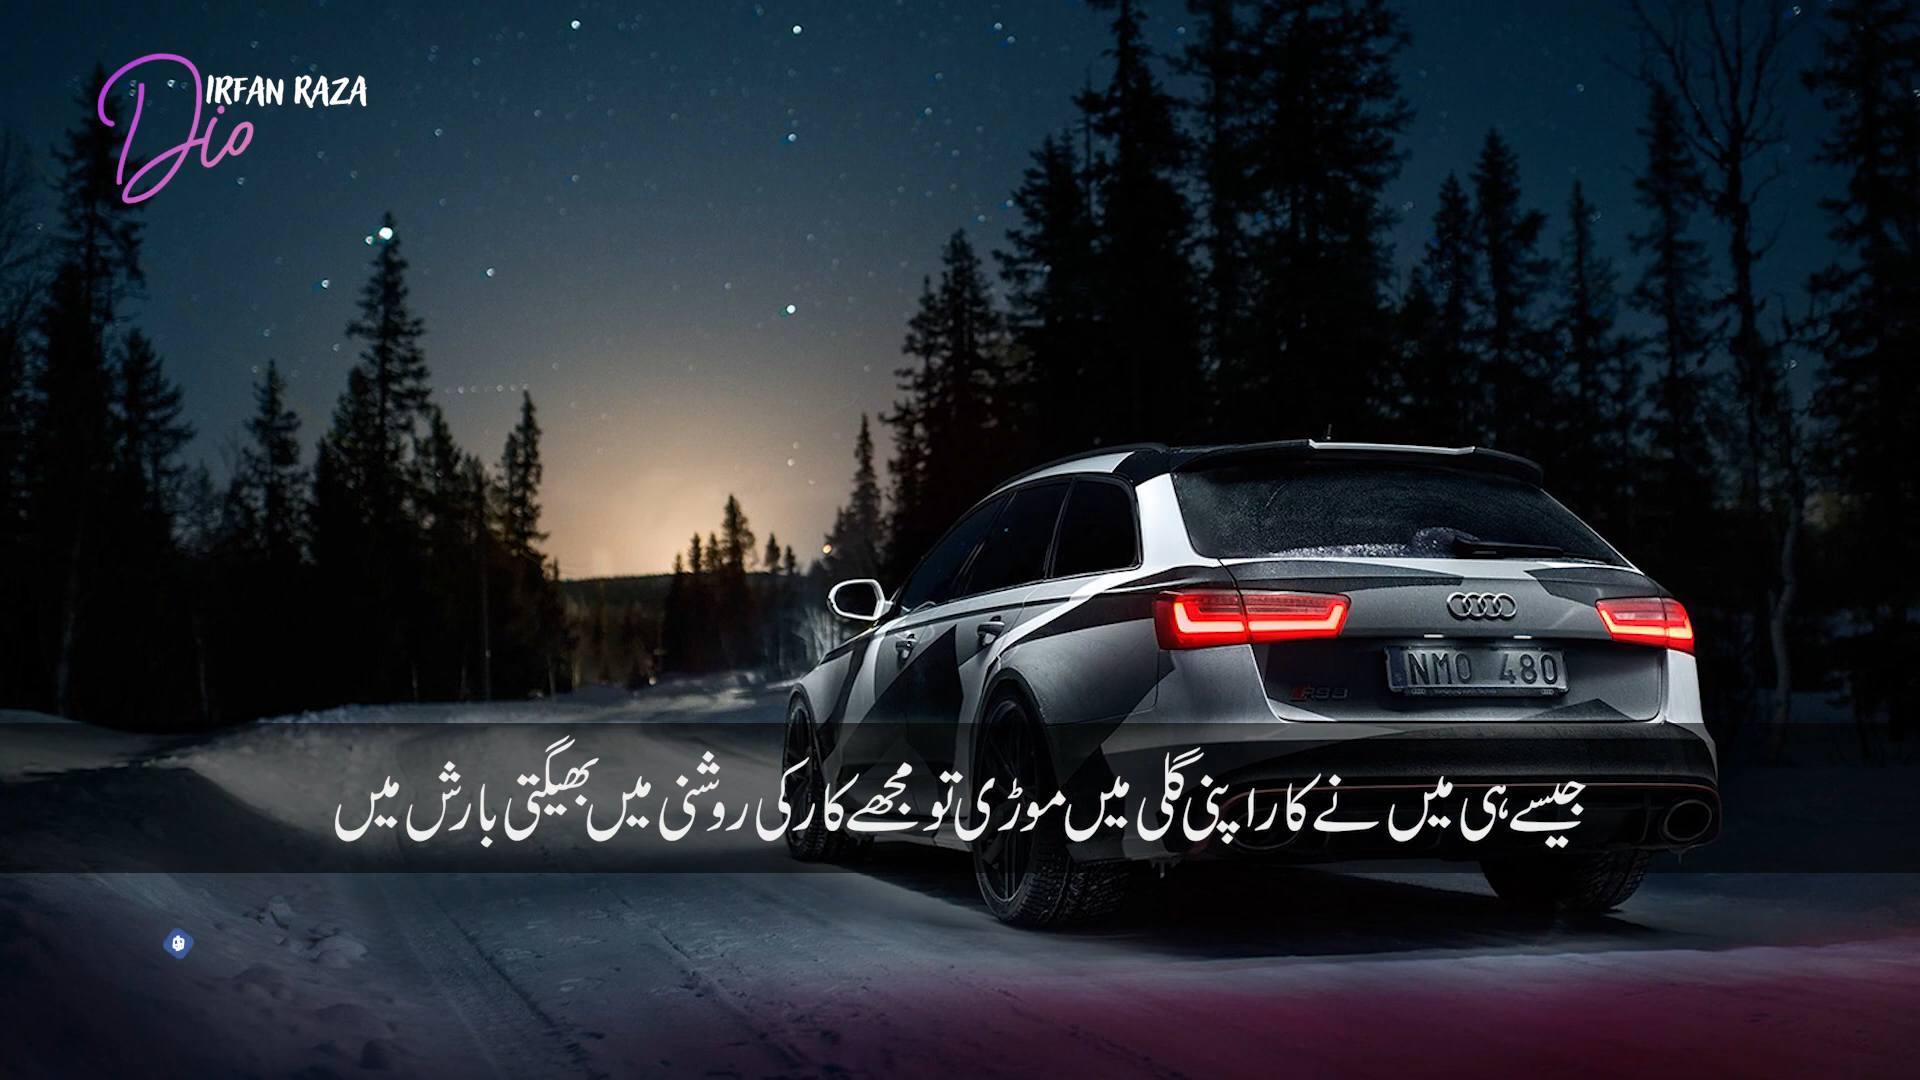 IRFAN RAZA
Dio
NMO 480
جیسے ہی میں نے کار اپنی گلی میں موڑی تو مجھے کار کی روشنی میں بھیگتی بارش میں